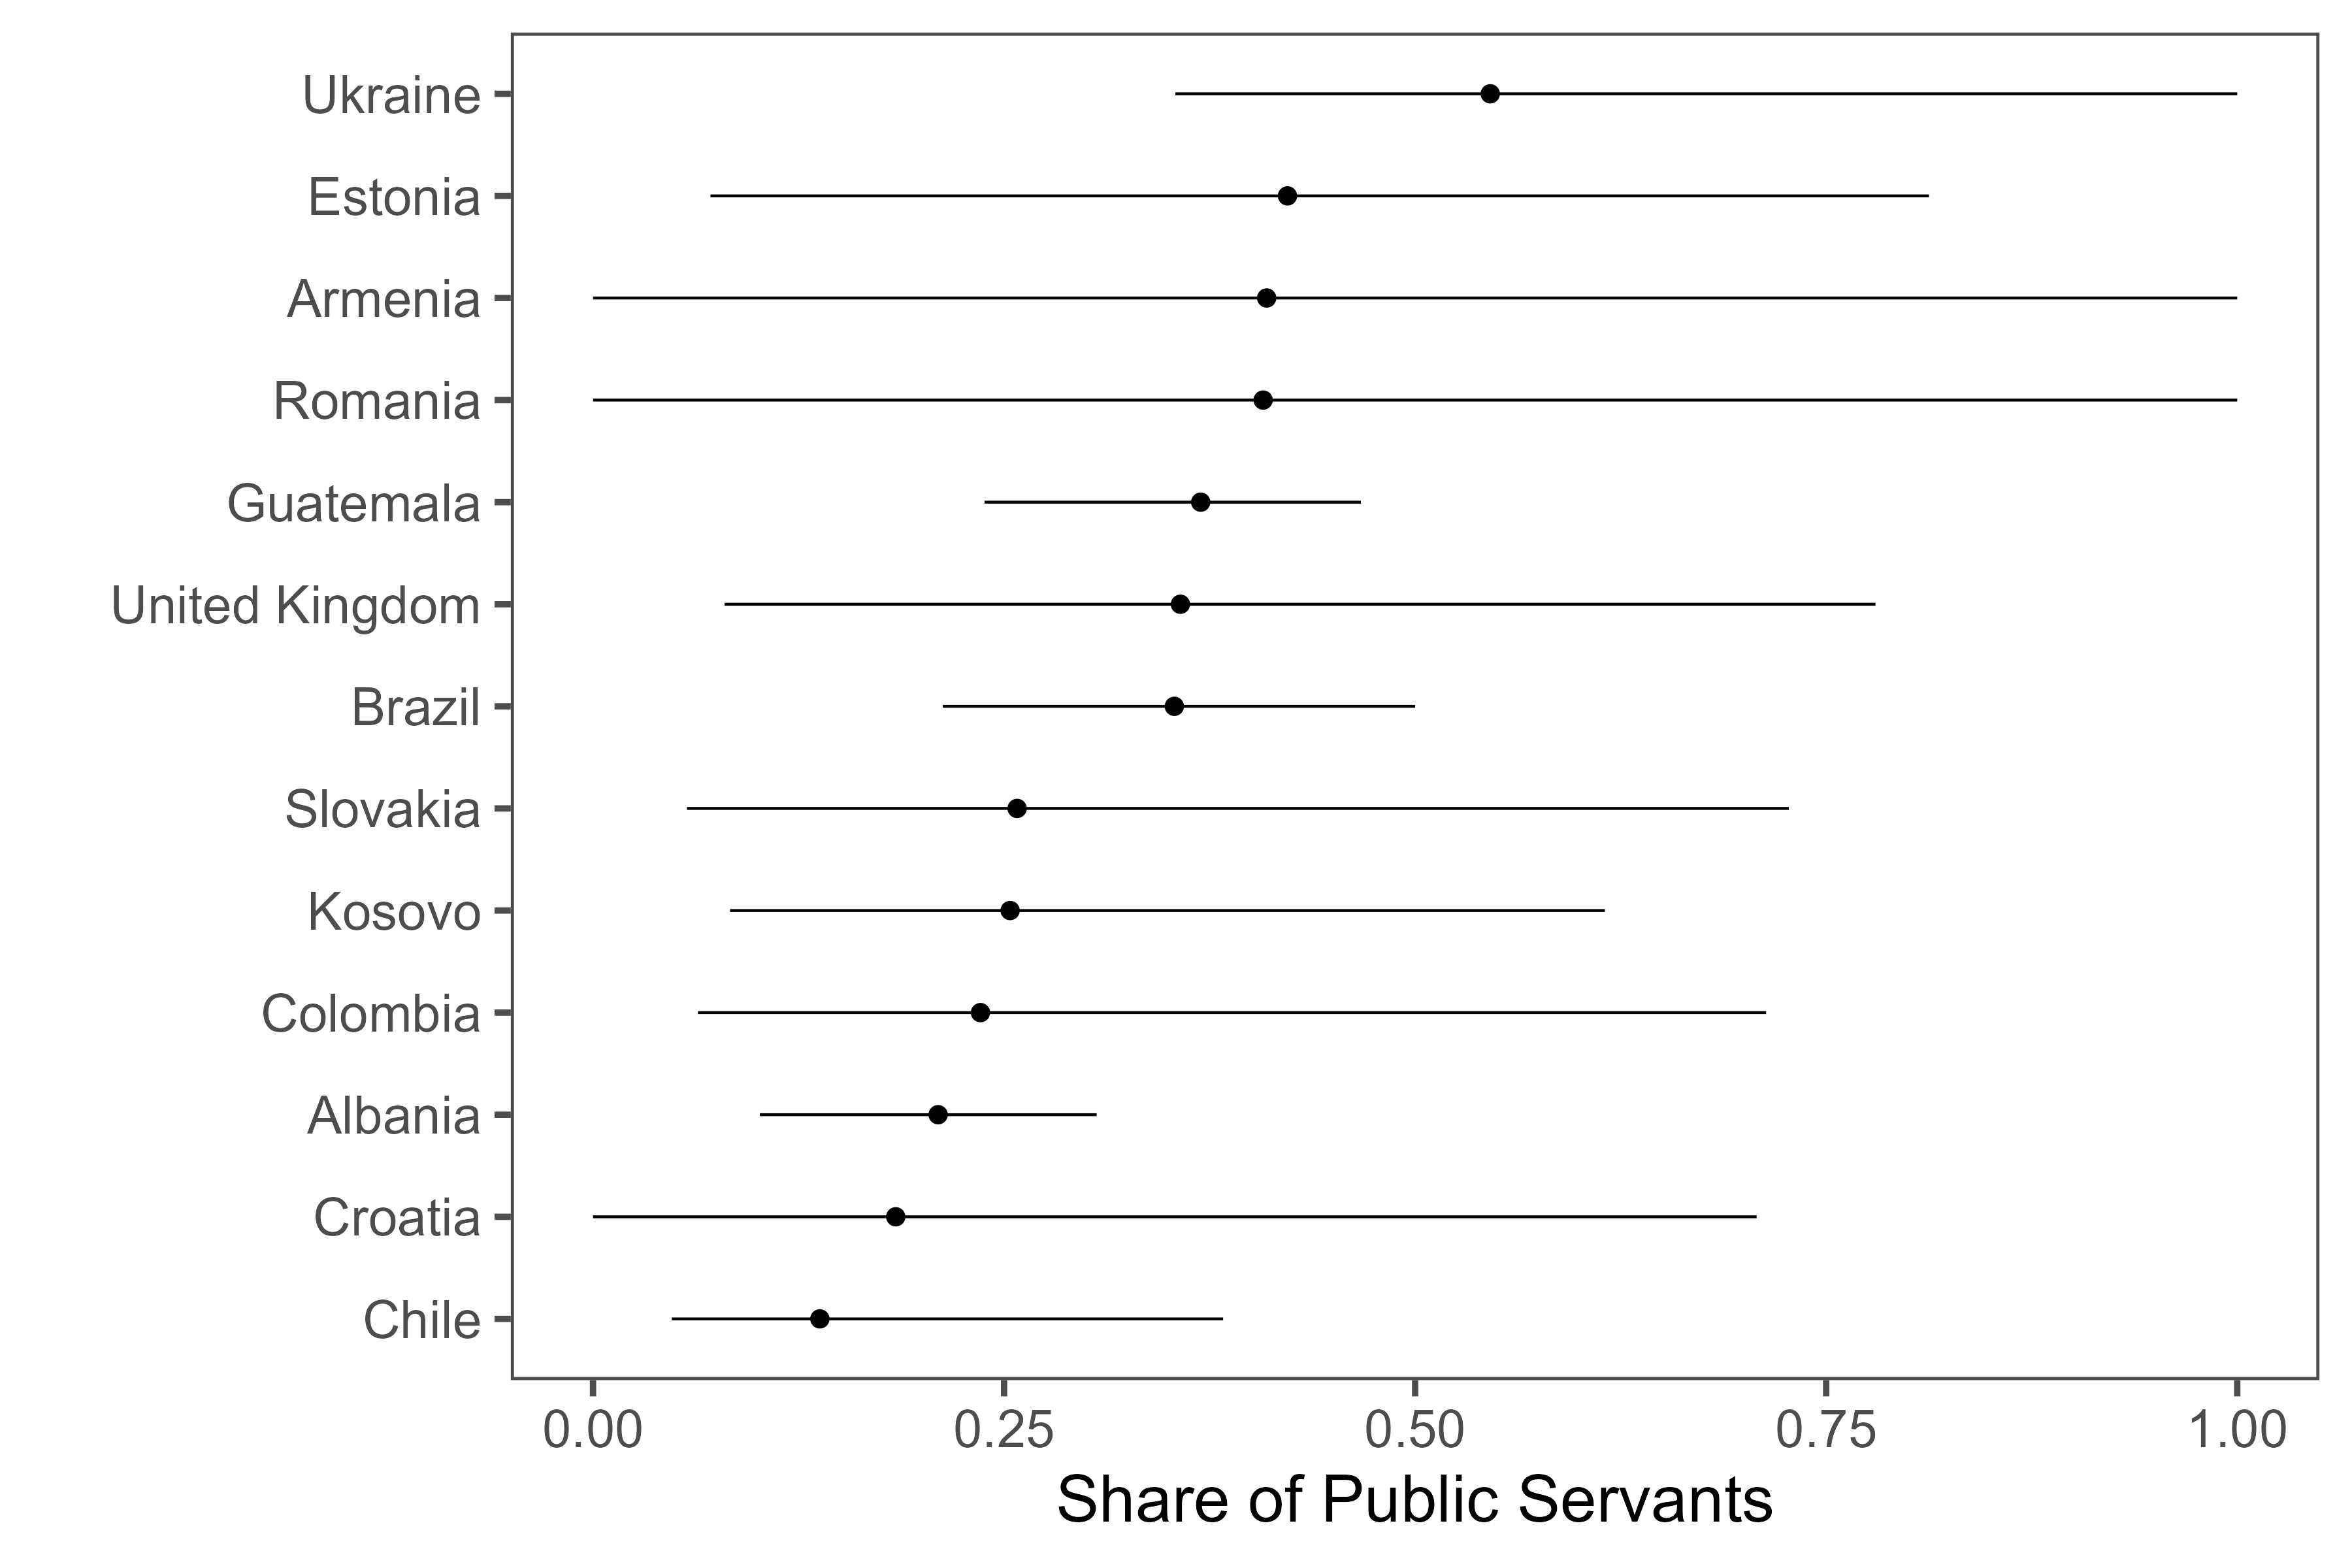 Ukraine
Estonia
Armenia
Romania
Guatemala
United Kingdom
Brazil
Slovakia
Kosovo
Colombia
Albania
Croatia
Chile
0.00 0.25 0.50 0.75 1.00
Share of Public Servants